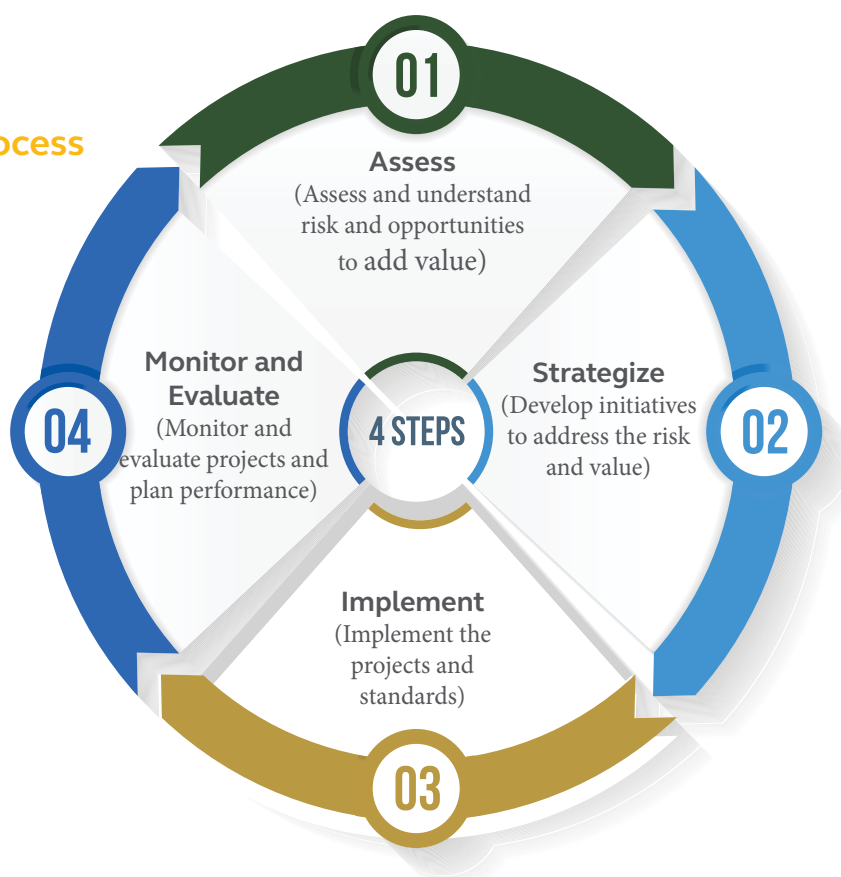 ocess
01
Assess
(Assess and understand
risk and opportunities
to add value)
02
Strategize
(Develop initiatives
to address the risk
and value)
03
Implement
(Implement the
projects and
standards)
04
Monitor and
Evaluate
(Monitor and
evaluate projects and
plan performance)
4 STEPS